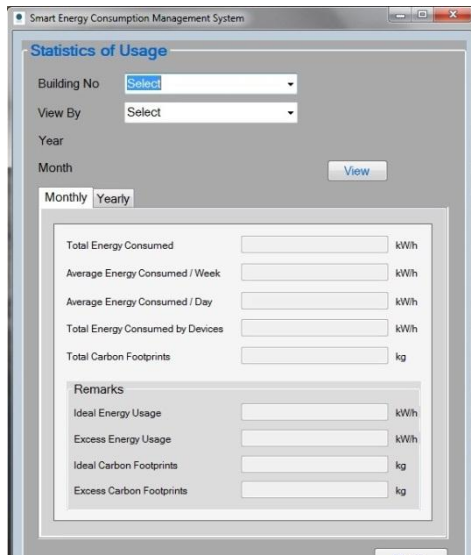 Smart Energy Consumption Management System
Statistics of Usage
Building No Select
View By Select
Year
Month View
Monthly Yearly
Total Energy Consumed kW/h
Average Energy Consumed / Week kW/h
Average Energy Consumed / Day kW/h
Total Energy Consumed by Devices kW/h
Total Carbon Footprints kg
Remarks
Ideal Energy Usage kW/h
Excess Energy Usage kW/h
Ideal Carbon Footprints kg
Excess Carbon Footprints kg